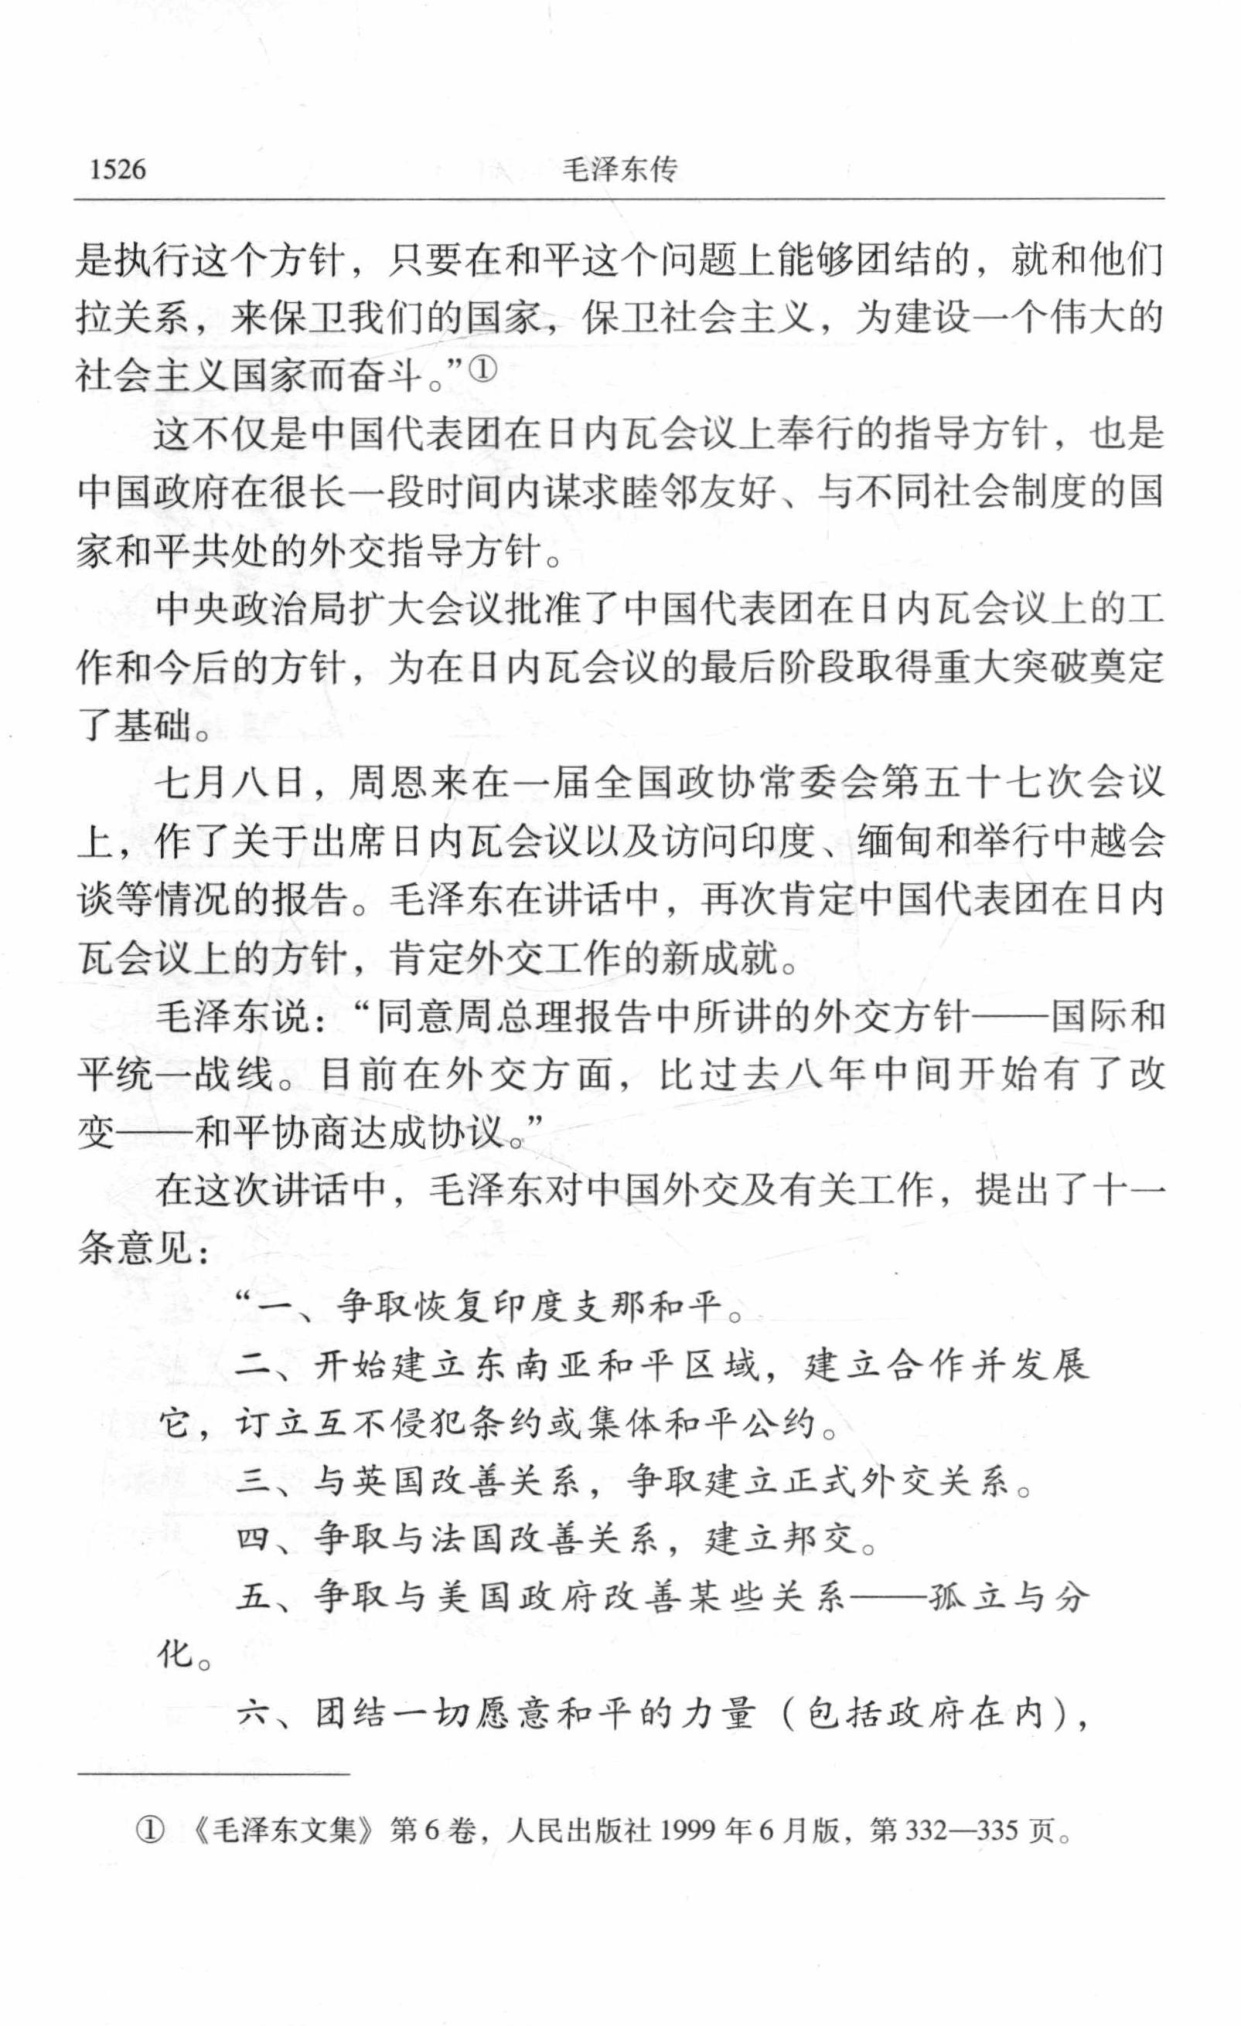 1526 毛泽东传
是执行这个方针，只要在和平这个问题上能够团结的，就和他们
拉关系，来保卫我们的国家，保卫社会主义，为建设一个伟大的
社会主义国家而奋斗。”①
这不仅是中国代表团在日内瓦会议上奉行的指导方针，也是
中国政府在很长一段时间内谋求睦邻友好、与不同社会制度的国
家和平共处的外交指导方针。
中央政治局扩大会议批准了中国代表团在日内瓦会议上的工
作和今后的方针，为在日内瓦会议的最后阶段取得重大突破奠定
了基础。
七月八日，周恩来在一届全国政协常委会第五十七次会议
上，作了关于出席日内瓦会议以及访问印度、缅甸和举行中越会
谈等情况的报告。毛泽东在讲话中，再次肯定中国代表团在日内
瓦会议上的方针，肯定外交工作的新成就。
毛泽东说：“同意周总理报告中所讲的外交方针——国际和
平统一战线。目前在外交方面，比过去八年中间开始有了改
变——和平协商达成协议。”
在这次讲话中，毛泽东对中国外交及有关工作，提出了十一
条意见：
“一、争取恢复印度支那和平。
二、开始建立东南亚和平区域，建立合作并发展
它，订立互不侵犯条约或集体和平公约。
三、与英国改善关系，争取建立正式外交关系。
四、争取与法国改善关系，建立邦交。
五、争取与美国政府改善某些关系——孤立与分
化。
六、团结一切愿意和平的力量（包括政府在内），
① 《毛泽东文集》第6卷，人民出版社1999年6月版，第332—335页。